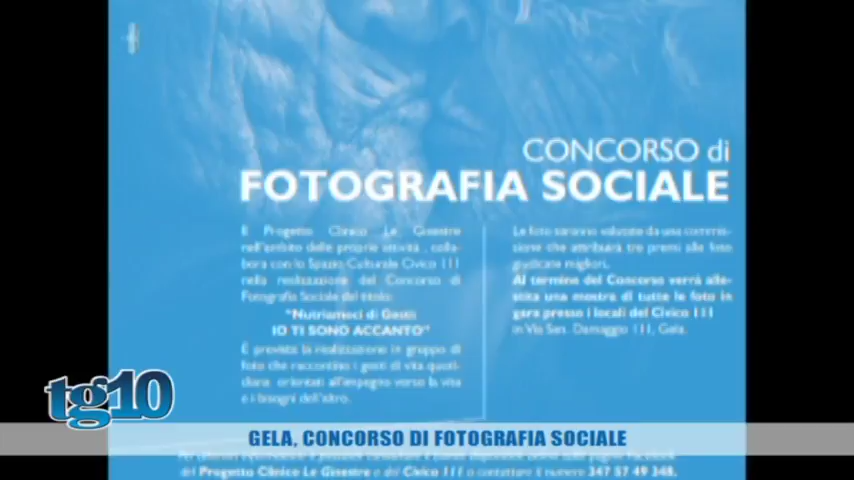 CONCORSO di
FOTOGRAFIA SOCIALE
Il Progetto Clinico Le Ginestre
nell'ambito delle proprie attività, colla-
bora con lo Spazio Culturale Civico 111
nella realizzazione del Concorso di
Fotografia Sociale dal titolo:
"Nutriamoci di Gesti
IO TI SONO ACCANTO"
È prevista la realizzazione in gruppo di
foto che raccontino i gesti di vita quoti-
diana orientati all'impegno verso la vita
e i bisogni dell'altro.
Le foto saranno valutate da una commis-
sione che attribuirà tre premi alle foto
giudicate migliori.
Al termine del Concorso verrà alle-
stita una mostra di tutte le foto in
gara presso i locali del Civico 111
in Via Sen. Damaggio 111, Gela.
tg10
GELA, CONCORSO DI FOTOGRAFIA SOCIALE
del Progetto Clinico Le Ginestre e del Civico 111 o contattare il numero 347 57 49 348.